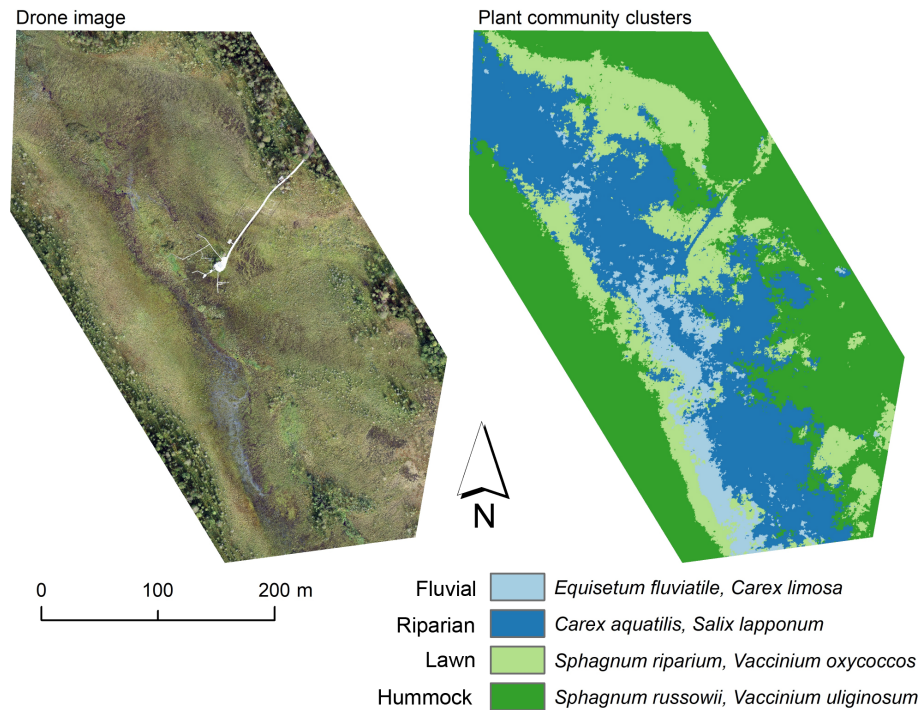 Drone image
Plant community clusters
N
0 100 200 m
Fluvial Equisetum fluviatile, Carex limosa
Riparian Carex aquatilis, Salix lapponum
Lawn Sphagnum riparium, Vaccinium oxycoccos
Hummock Sphagnum russowii, Vaccinium uliginosum